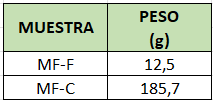 MUESTRA PESO
(g)
MF-F 12,5
MF-C 185,7